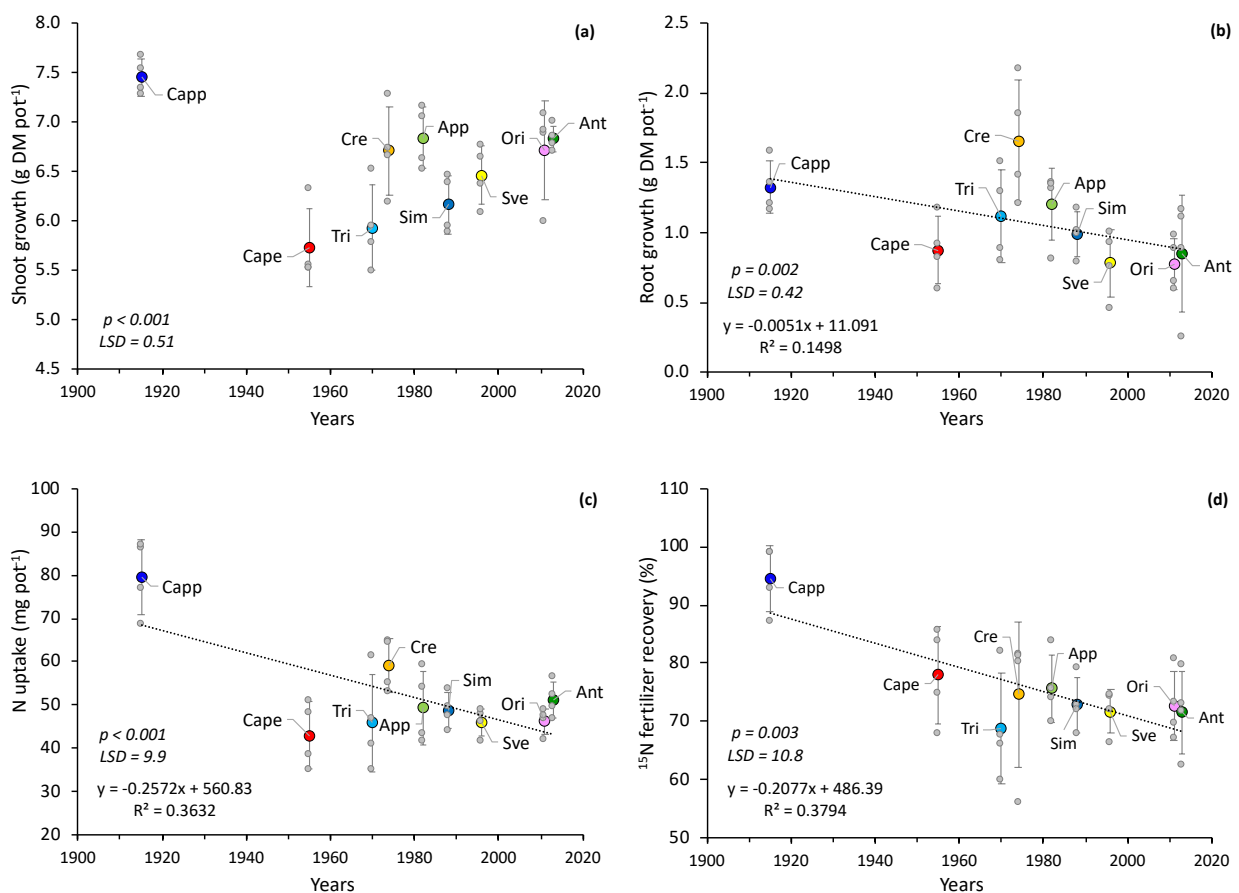 (a)
8.0
7.5
7.0
6.5
6.0
5.5
5.0
4.5
Shoot growth (g DM pot⁻¹)
Capp
Cre
App
Ori
Ant
Tri
Sim
Sve
Cape
p < 0.001
LSD = 0.51
1900 1920 1940 1960 1980 2000 2020
Years
(b)
2.5
2.0
1.5
1.0
0.5
0.0
Root growth (g DM pot⁻¹)
Capp
Cre
Tri
App
Sim
Cape
Sve
Ori
Ant
p = 0.002
LSD = 0.42
y = -0.0051x + 11.091
R² = 0.1498
1900 1920 1940 1960 1980 2000 2020
Years
(c)
100
90
80
70
60
50
40
30
20
N uptake (mg pot⁻¹)
Capp
Cre
Sim
Ori
Ant
Cape
Tri
App
Sve
p < 0.001
LSD = 9.9
y = -0.2572x + 560.83
R² = 0.3632
1900 1920 1940 1960 1980 2000 2020
Years
(d)
110
100
90
80
70
60
50
¹⁵N fertilizer recovery (%)
Capp
Cre
App
Ori
Cape
Ant
Tri
Sim
Sve
p = 0.003
LSD = 10.8
y = -0.2077x + 486.39
R² = 0.3794
1900 1920 1940 1960 1980 2000 2020
Years